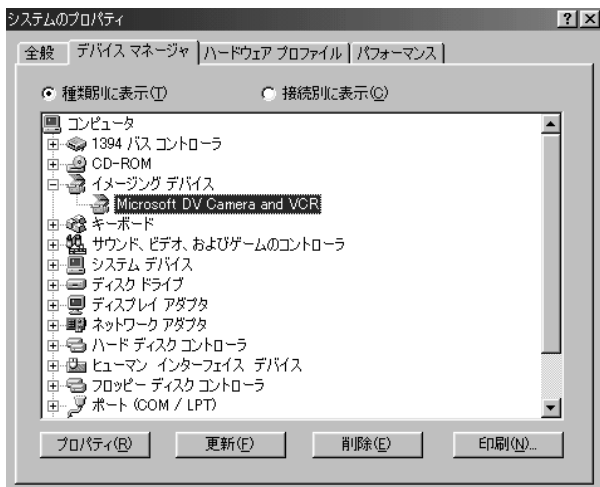 システムのプロパティ
全般 デバイス マネージャ ハードウェア プロファイル パフォーマンス
種類別に表示(T) 接続別に表示(C)
コンピュータ
1394 バス コントローラ
CD-ROM
イメージング デバイス
Microsoft DV Camera and VCR
キーボード
サウンド、ビデオ、およびゲームのコントローラ
システム デバイス
ディスク ドライブ
ディスプレイ アダプタ
ネットワーク アダプタ
ハード ディスク コントローラ
ヒューマン インターフェイス デバイス
フロッピー ディスク コントローラ
ポート (COM / LPT)
プロパティ(R) 更新(F) 削除(E) 印刷(N)...